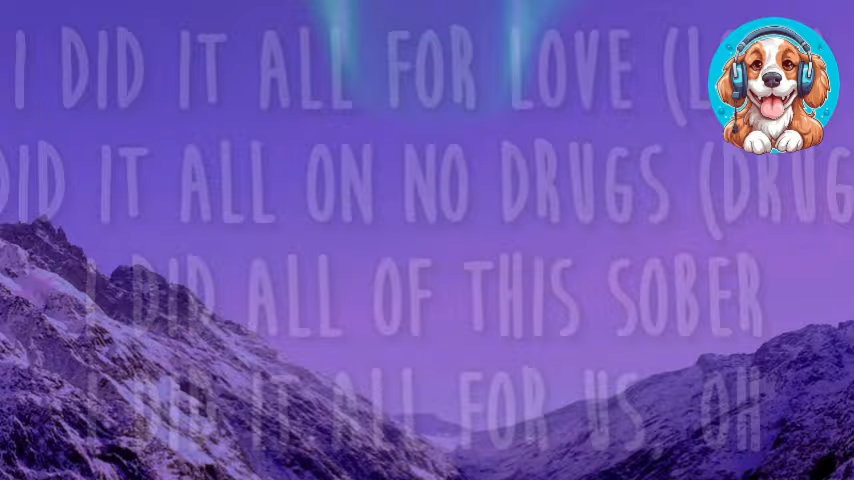 I DID IT ALL FOR LOVE (L
DID IT ALL ON NO DRUGS (DRUG
I DID ALL OF THIS SOBER
I DID IT ALL FOR US, OH